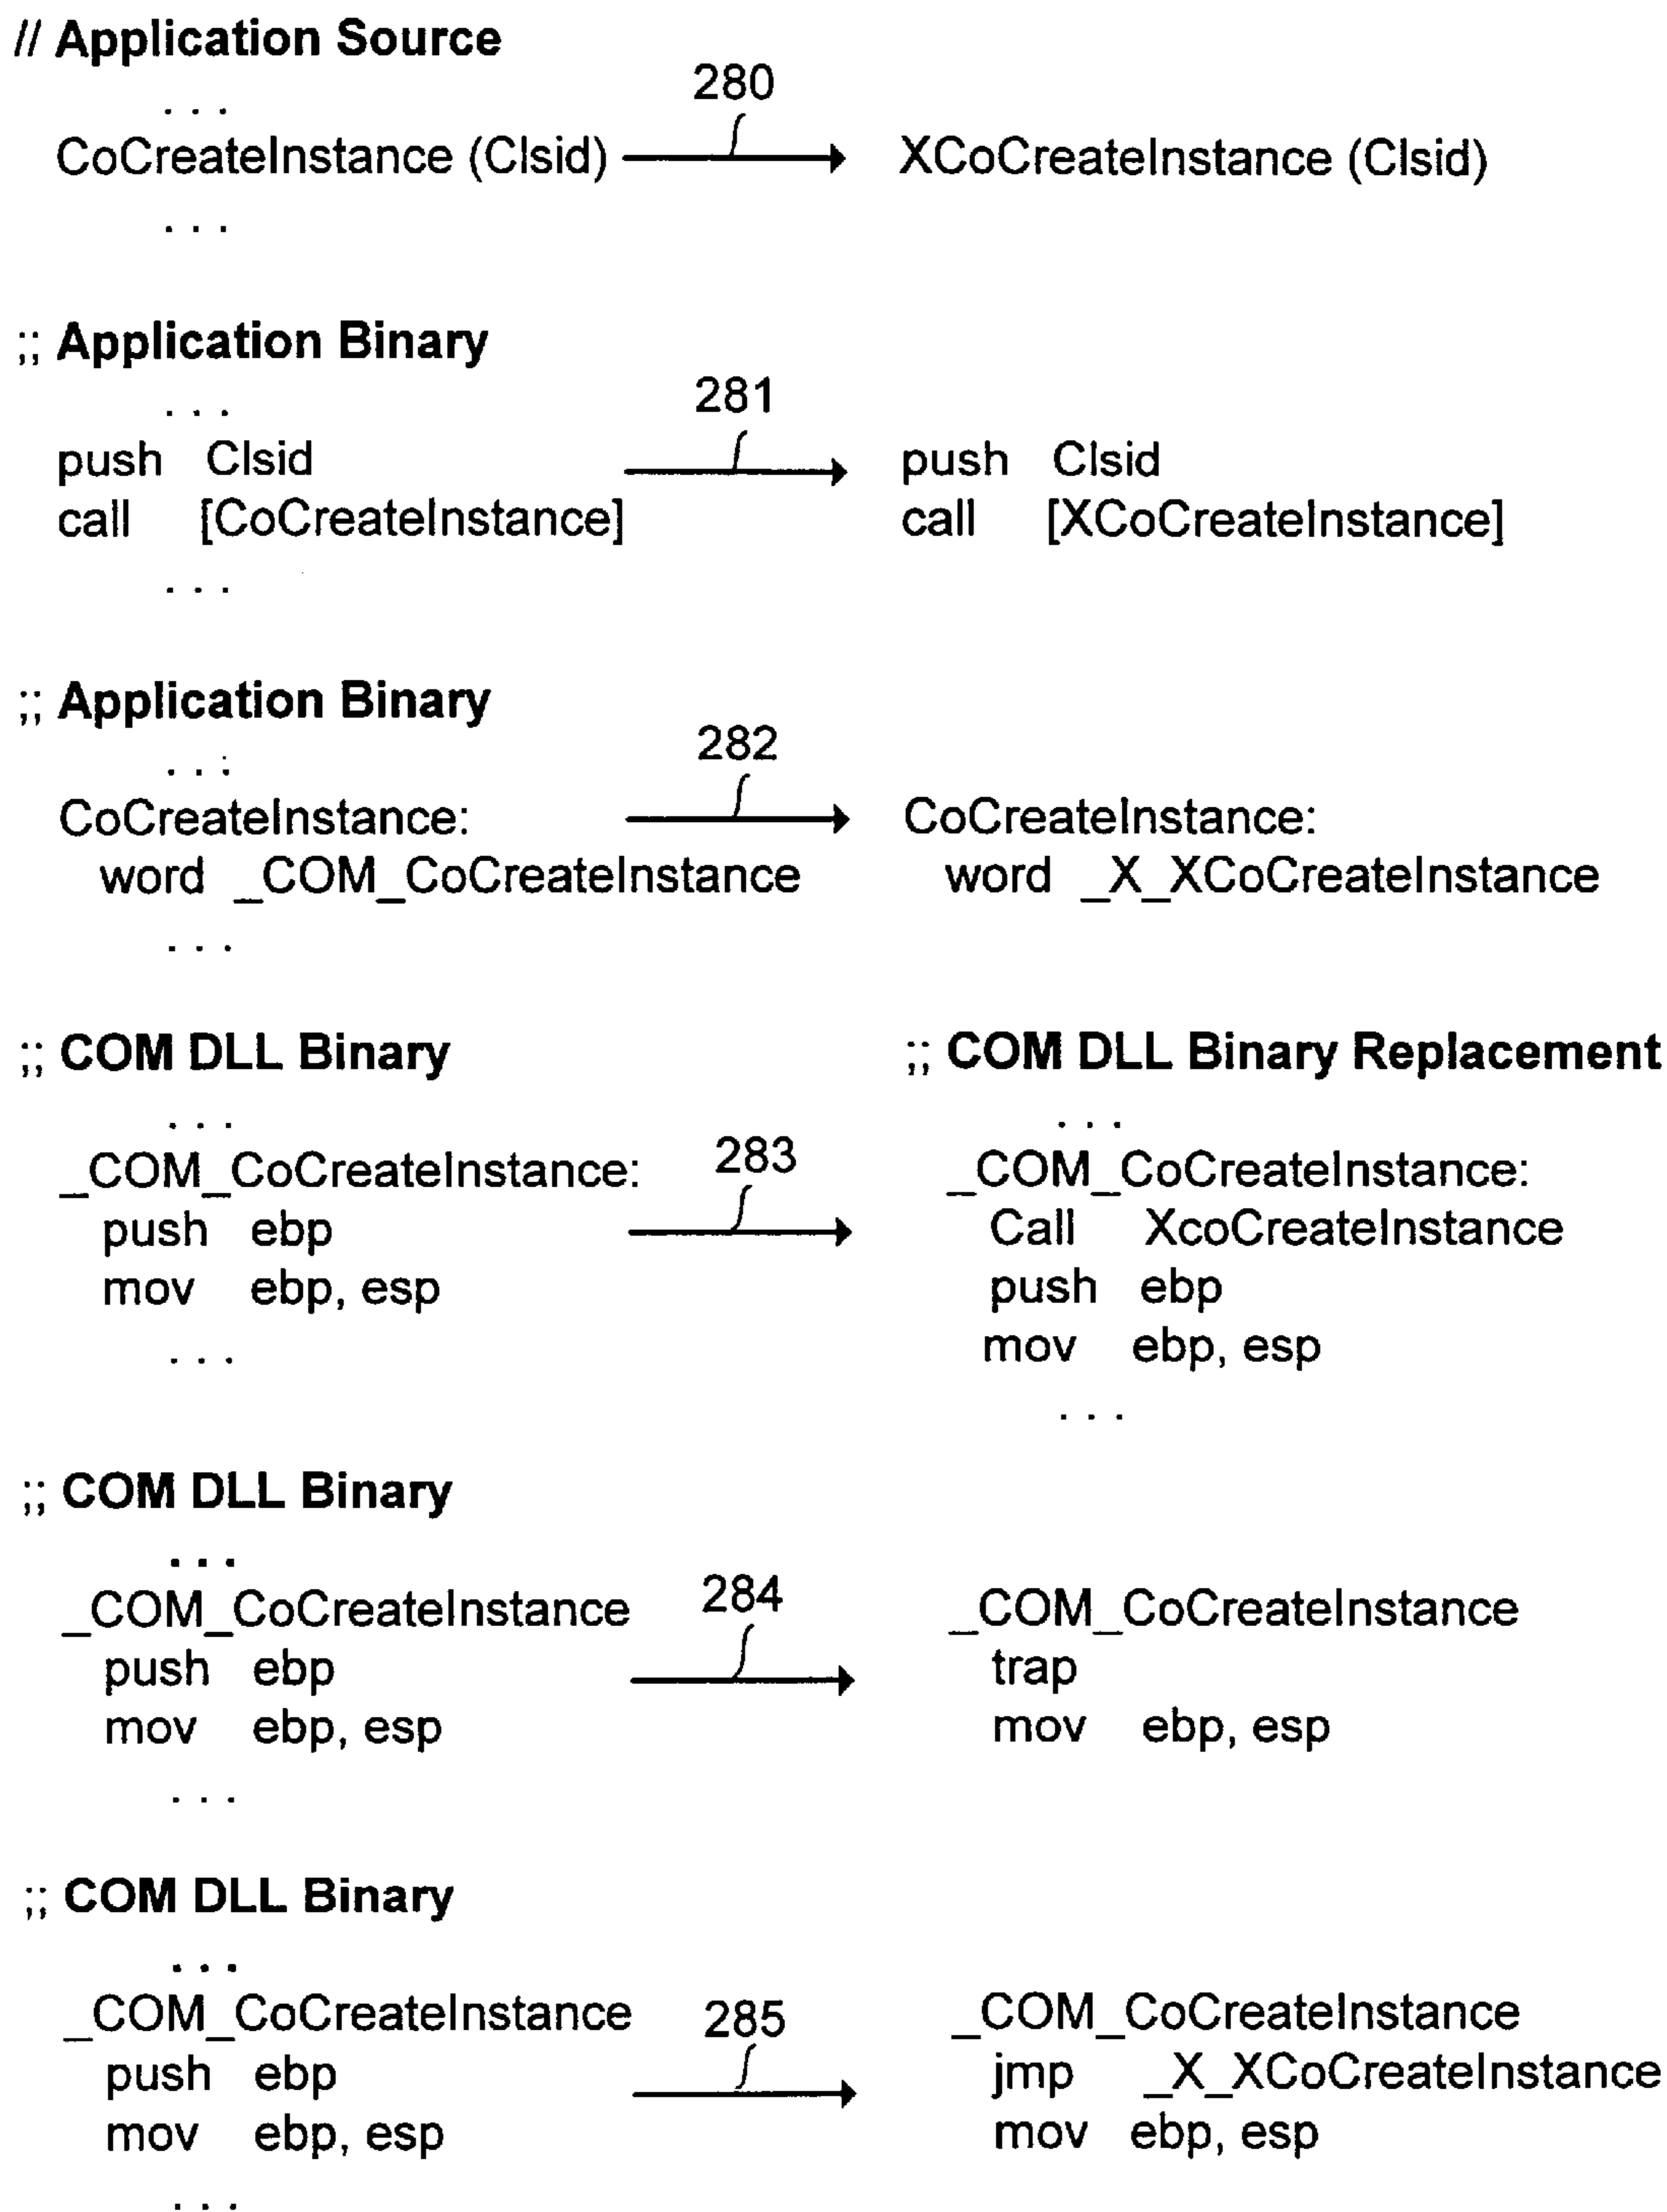 // Application Source
. . .
280
CoCreateInstance (Clsid) XCoCreateInstance (Clsid)
. . .
;; Application Binary
. . .
281
push Clsid push Clsid
call [CoCreateInstance] call [XCoCreateInstance]
. . .
;; Application Binary
. . .
282
CoCreateInstance: CoCreateInstance:
word _COM_CoCreateInstance word _X_XCoCreateInstance
. . .
;; COM DLL Binary ;; COM DLL Binary Replacement
. . . . . .
_COM_CoCreateInstance: 283 _COM_CoCreateInstance:
push ebp Call XcoCreateInstance
mov ebp, esp push ebp
. . . mov ebp, esp
. . .
;; COM DLL Binary
. . .
_COM_CoCreateInstance 284 _COM_CoCreateInstance
push ebp trap
mov ebp, esp mov ebp, esp
. . .
;; COM DLL Binary
. . .
_COM_CoCreateInstance 285 _COM_CoCreateInstance
push ebp jmp _X_XCoCreateInstance
mov ebp, esp mov ebp, esp
. . .